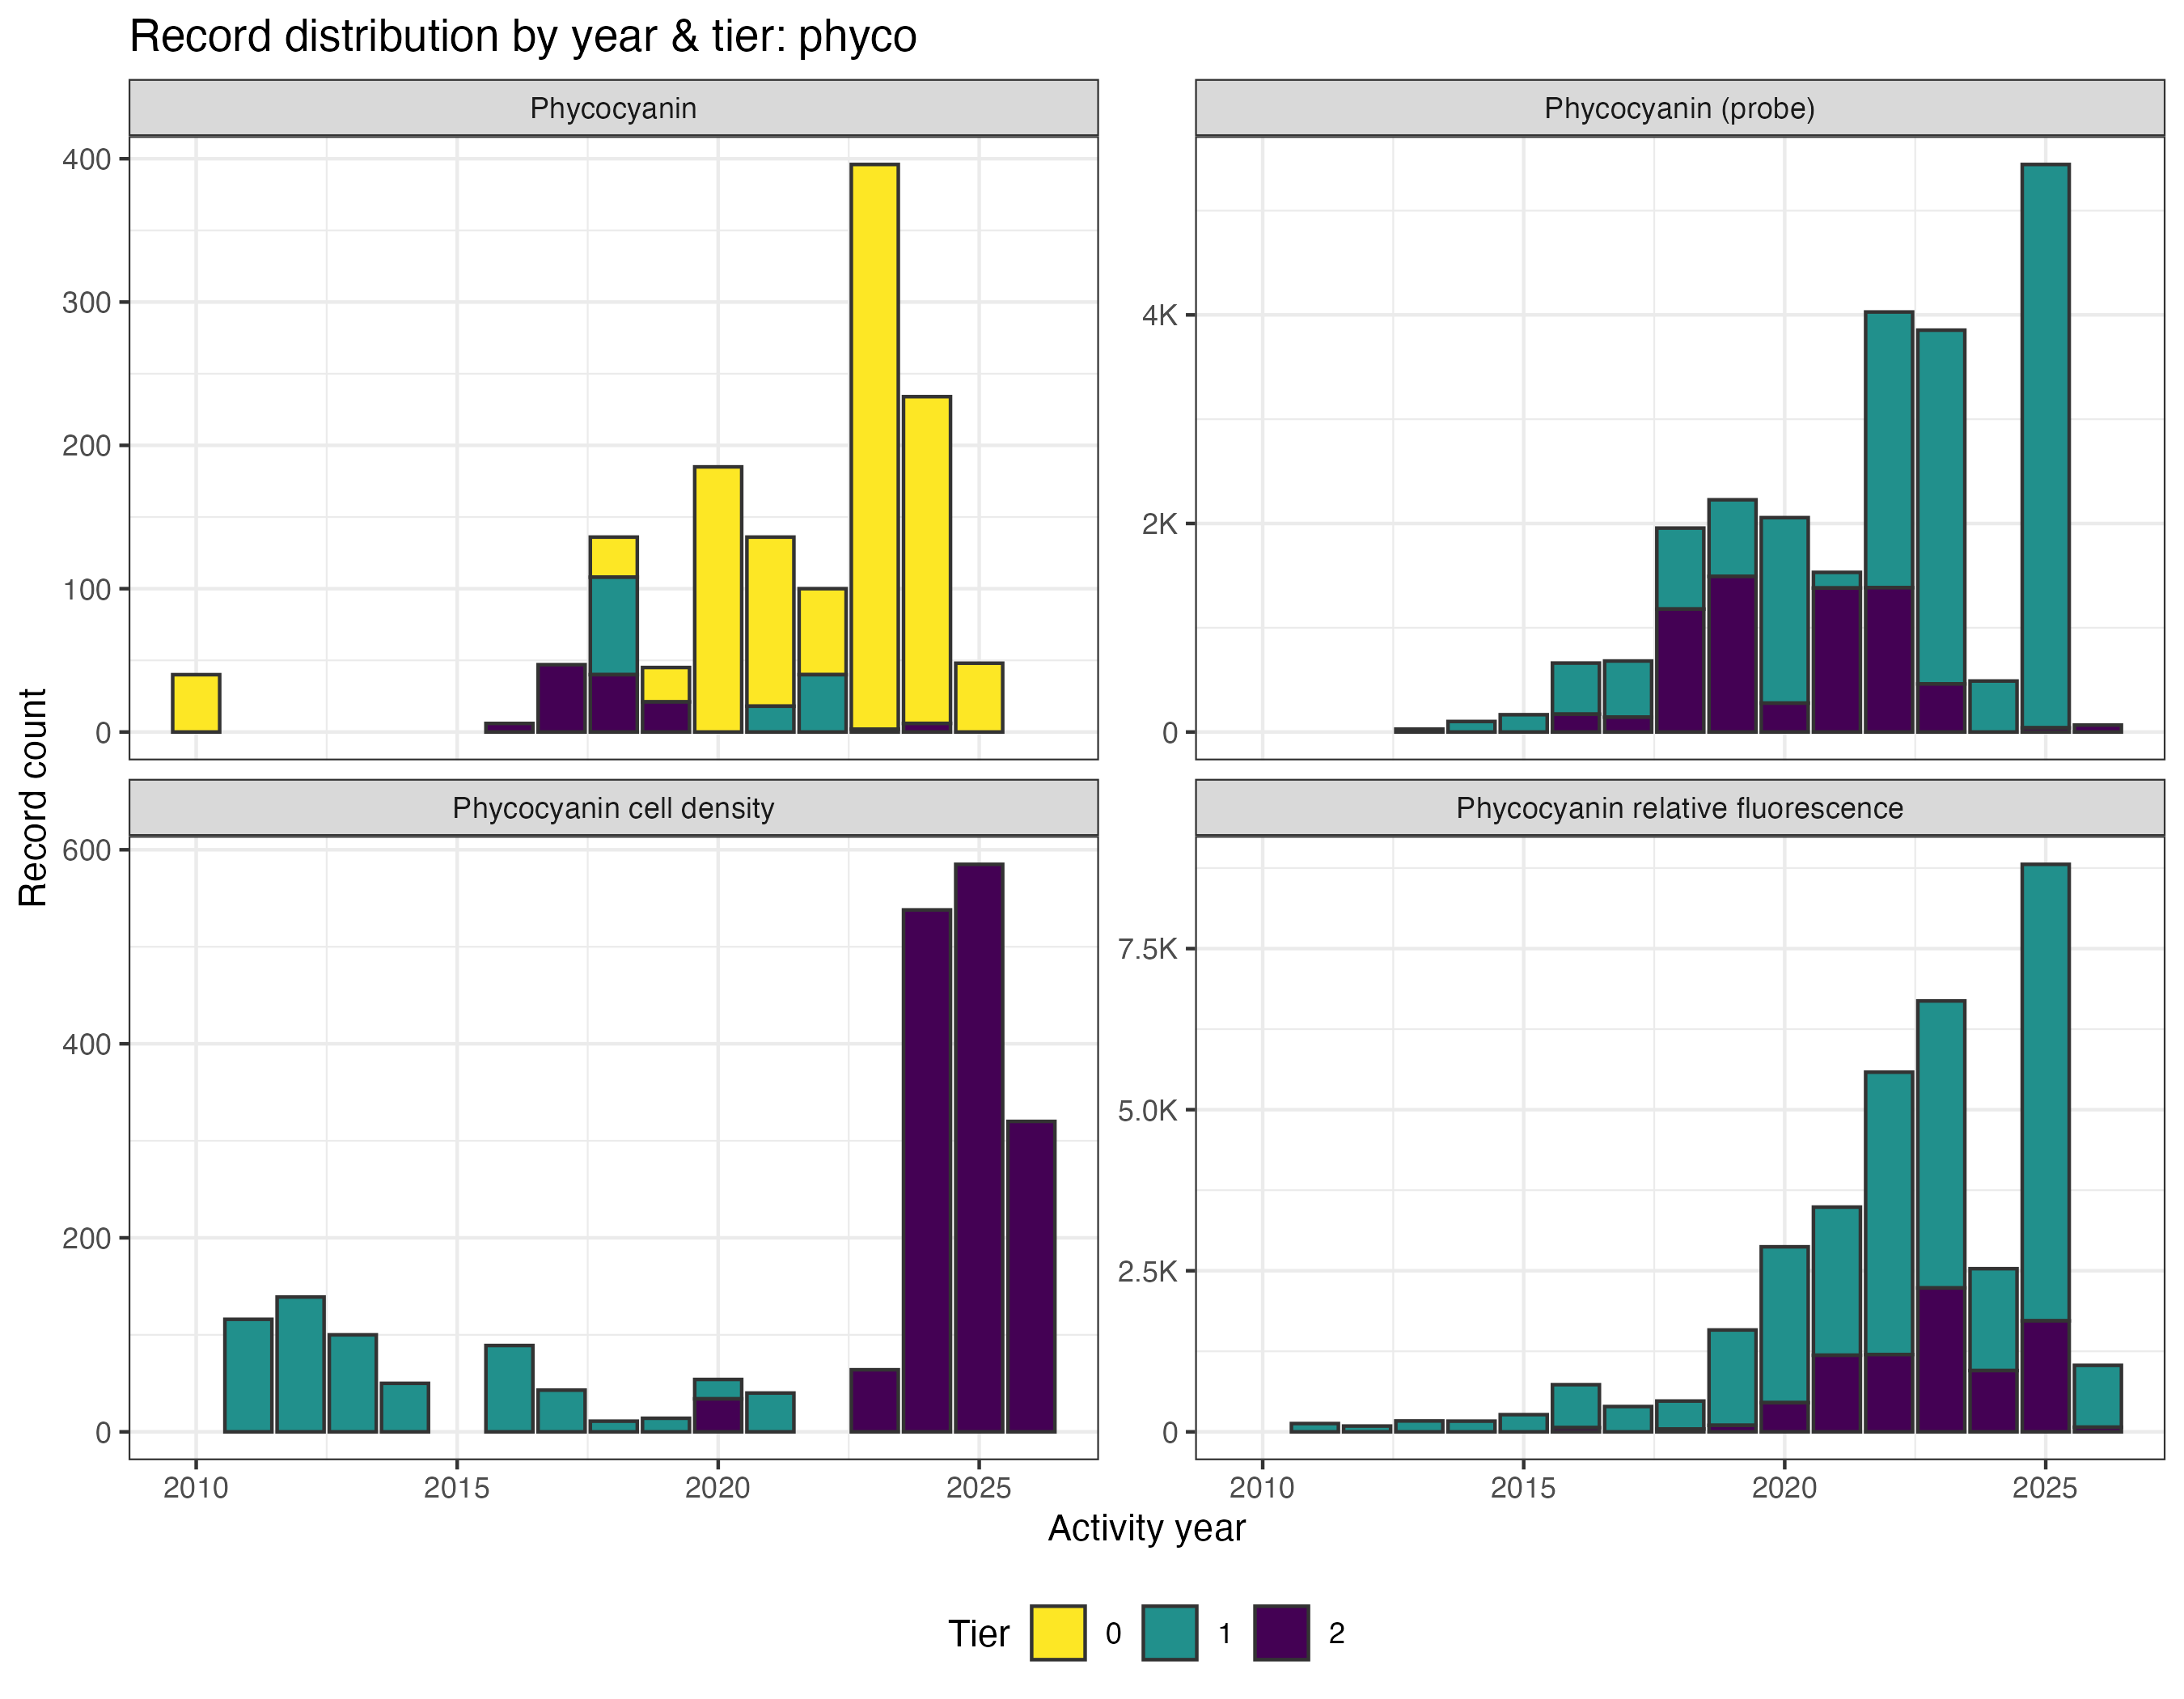 Record distribution by year & tier: phyco
Phycocyanin
Phycocyanin (probe)
400
300
200
100
0
4K
2K
0
Record count
Phycocyanin cell density
Phycocyanin relative fluorescence
600
400
200
0
7.5K
5.0K
2.5K
0
2010 2015 2020 2025
2010 2015 2020 2025
Activity year
Tier 0 1 2